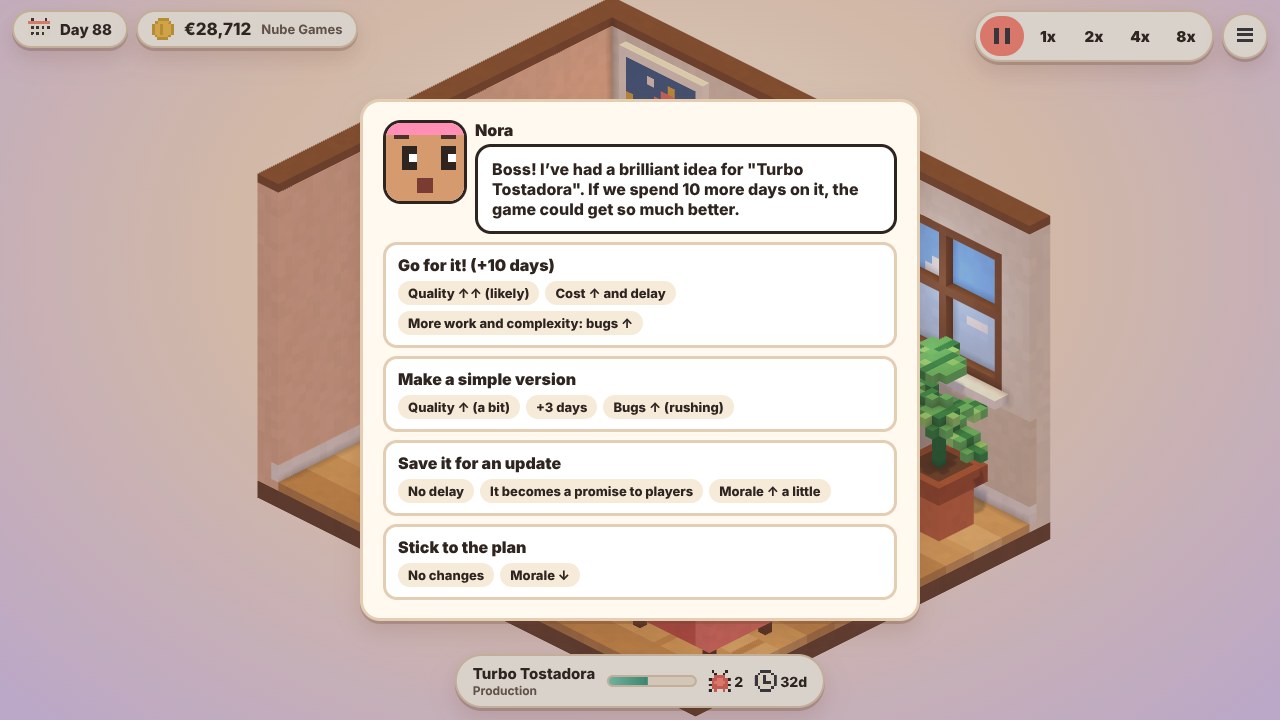 Day 88
€28,712 Nube Games
1x 2x 4x 8x
Nora
Boss! I’ve had a brilliant idea for "Turbo
Tostadora". If we spend 10 more days on it, the
game could get so much better.
Go for it! (+10 days)
Quality ↑↑ (likely) Cost ↑ and delay
More work and complexity: bugs ↑
Make a simple version
Quality ↑ (a bit) +3 days Bugs ↑ (rushing)
Save it for an update
No delay It becomes a promise to players Morale ↑ a little
Stick to the plan
No changes Morale ↓
Turbo Tostadora
Production
2 32d